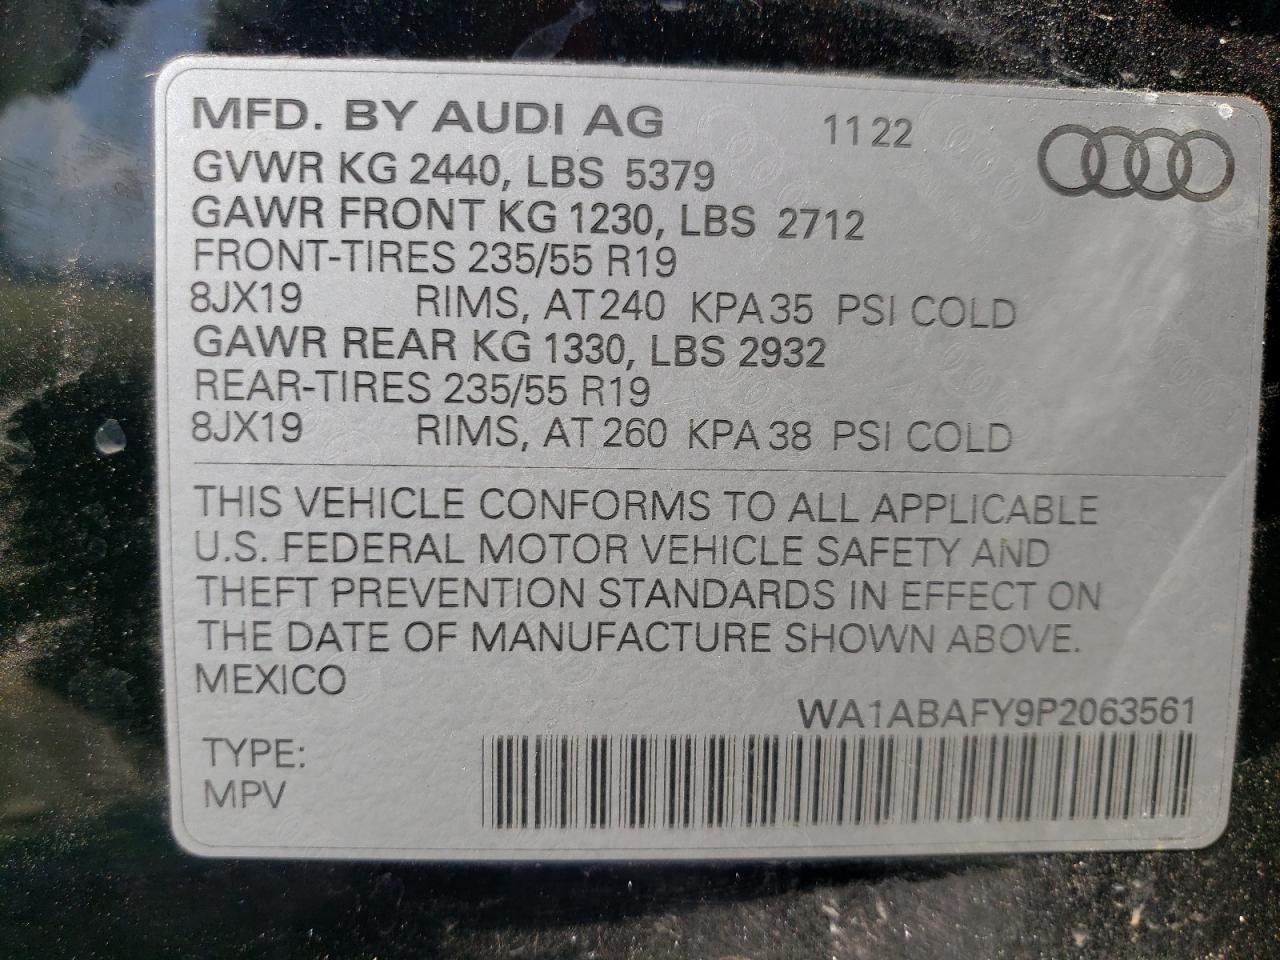 MFD. BY AUDI AG 11 22
GVWR KG 2440, LBS 5379
GAWR FRONT KG 1230, LBS 2712
FRONT-TIRES 235/55 R19
8JX19 RIMS, AT 240 KPA 35 PSI COLD
GAWR REAR KG 1330, LBS 2932
REAR-TIRES 235/55 R19
8JX19 RIMS, AT 260 KPA 38 PSI COLD
THIS VEHICLE CONFORMS TO ALL APPLICABLE
U.S. FEDERAL MOTOR VEHICLE SAFETY AND
THEFT PREVENTION STANDARDS IN EFFECT ON
THE DATE OF MANUFACTURE SHOWN ABOVE.
MEXICO
WA1ABAFY9P2063561
TYPE:
MPV